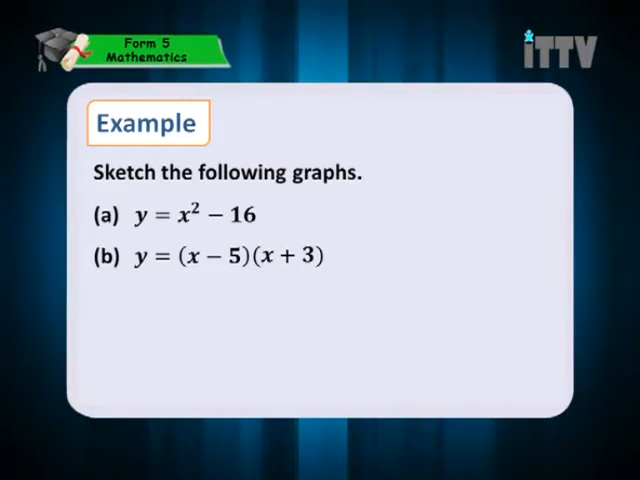 Form 5
Mathematics
iTTV
Example
Sketch the following graphs.
(a) y = x² − 16
(b) y = (x − 5)(x + 3)